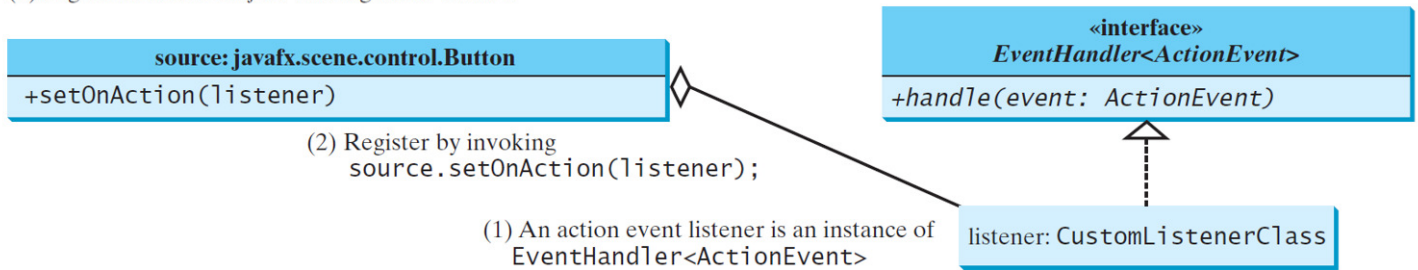 source: javafx.scene.control.Button
+setOnAction(listener)
«interface»
EventHandler<ActionEvent>
+handle(event: ActionEvent)
(2) Register by invoking
source.setOnAction(listener);
(1) An action event listener is an instance of
EventHandler<ActionEvent>
listener: CustomListenerClass